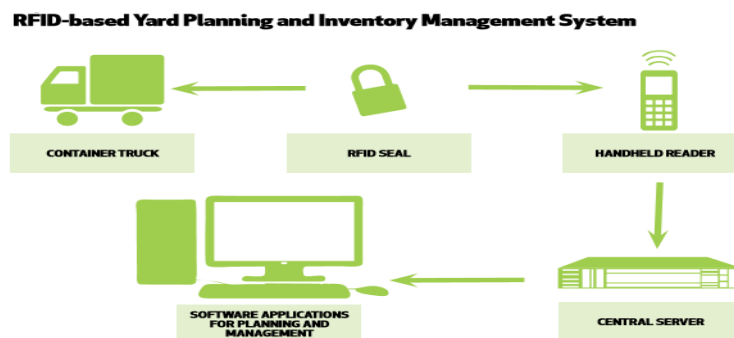 RFID-based Yard Planning and Inventory Management System
CONTAINER TRUCK
RFID SEAL
HANDHELD READER
SOFTWARE APPLICATIONS
FOR PLANNING AND
MANAGEMENT
CENTRAL SERVER